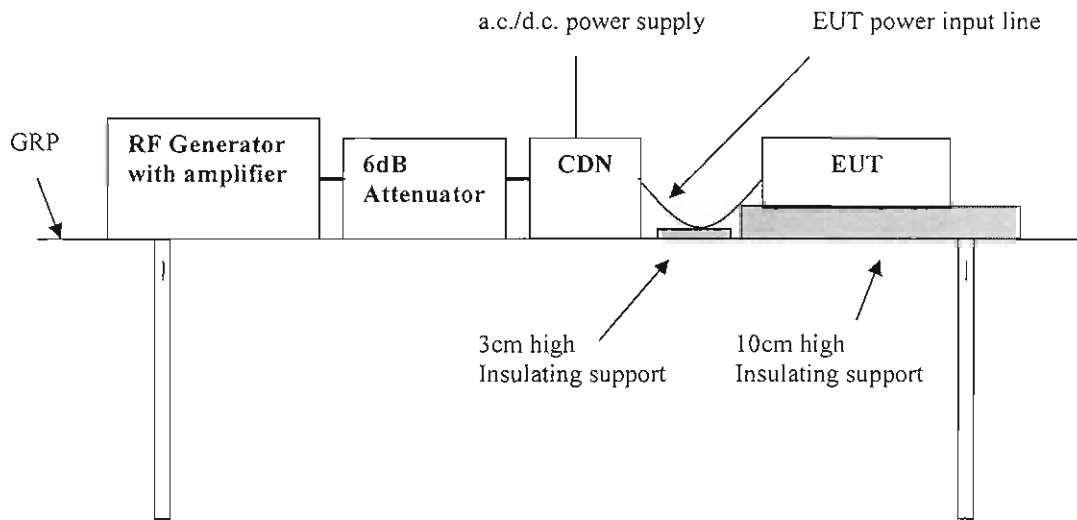 a.c./d.c. power supply
EUT power input line
GRP
RF Generator
with amplifier
6dB
Attenuator
CDN
EUT
3cm high
Insulating support
10cm high
Insulating support